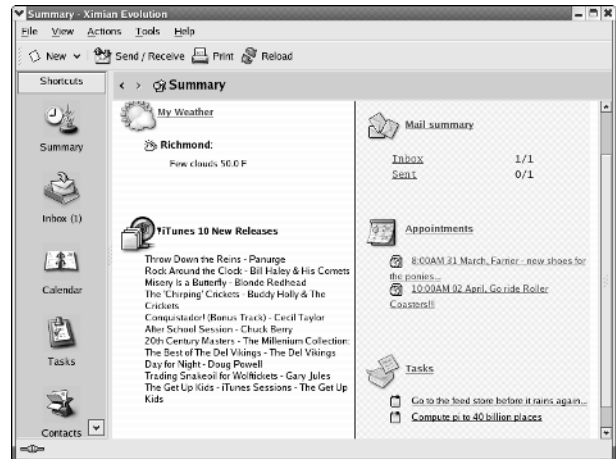 Summary - Ximian Evolution
File View Actions Tools Help
New Send / Receive Print Reload
Shortcuts
Summary
Inbox (1)
Calendar
Tasks
Contacts
Summary
My Weather
Richmond:
Few clouds 50.0 F
iTunes 10 New Releases
Throw Down the Reins - Panurge
Rock Around the Clock - Bill Haley & His Comets
Misery Is a Butterfly - Blonde Redhead
The 'Chirping' Crickets - Buddy Holly & The
Crickets
Conquistador! (Bonus Track) - Cecil Taylor
After School Session - Chuck Berry
20th Century Masters - The Millenium Collection:
The Best of The Del Vikings - The Del Vikings
Day for Night - Doug Powell
Trading Snakeoil for Wolftickets - Gary Jules
The Get Up Kids - iTunes Sessions - The Get Up
Kids
Mail summary
Inbox 1/1
Sent 0/1
Appointments
8:00AM 31 March, Farrier - new shoes for
the ponies...
10:00AM 02 April, Go ride Roller
Coasters!!!
Tasks
Go to the feed store before it rains again...
Compute pi to 40 billion places